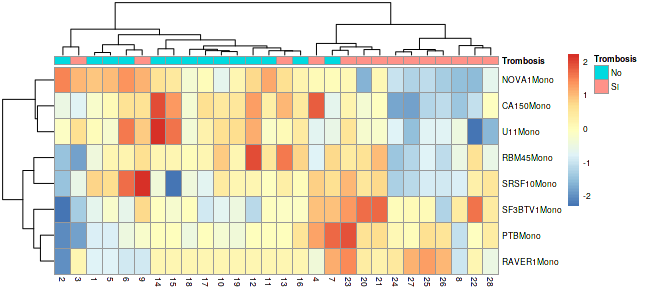 Trombosis
NOVA1Mono
CA150Mono
U11Mono
RBM45Mono
SRSF10Mono
SF3BTV1Mono
PTBMono
RAVER1Mono
2 3 1 5 6 9 14 15 18 17 10 19 12 11 13 16 8 4 7 23 20 21 24 27 25 26 8 22 28
2
1
0
-1
-2
Trombosis
No
SI